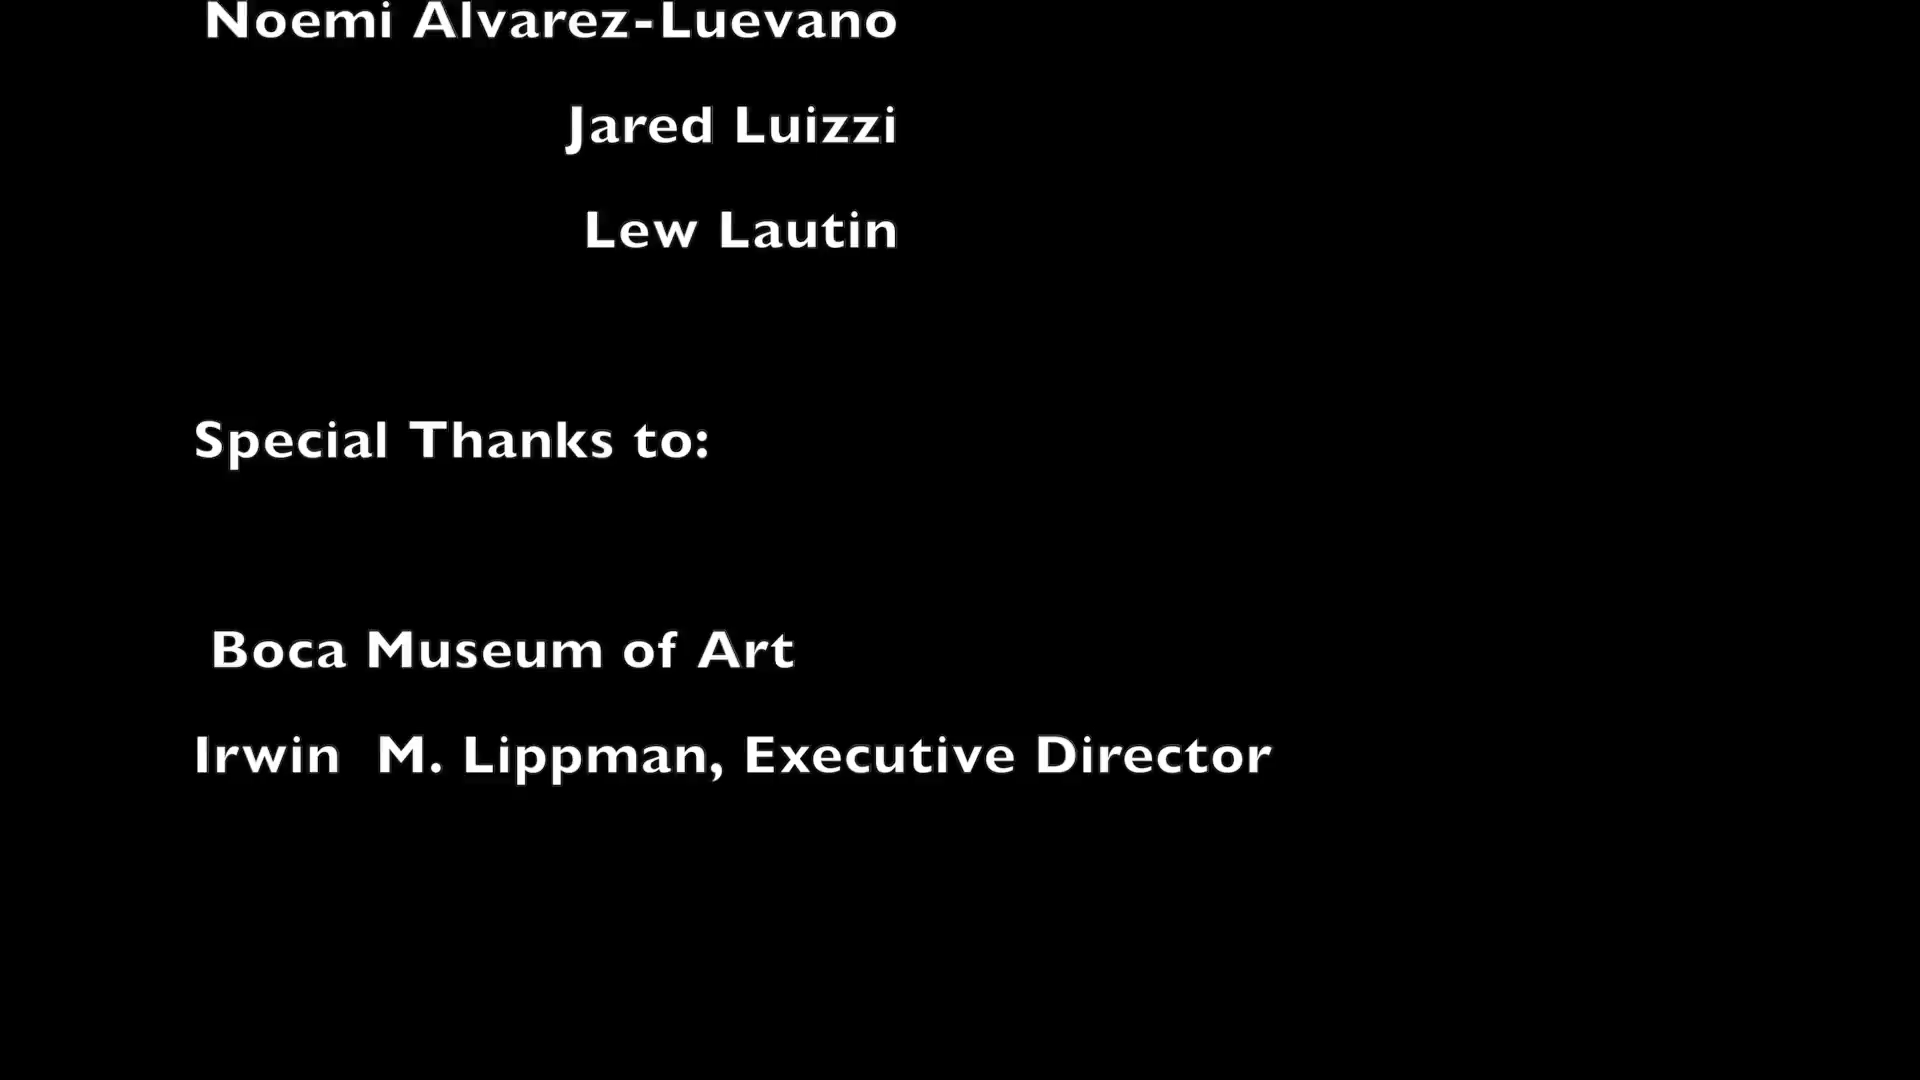 Noemi Alvarez-Luevano
Jared Luizzi
Lew Lautin
Special Thanks to:
Boca Museum of Art
Irwin  M. Lippman, Executive Director